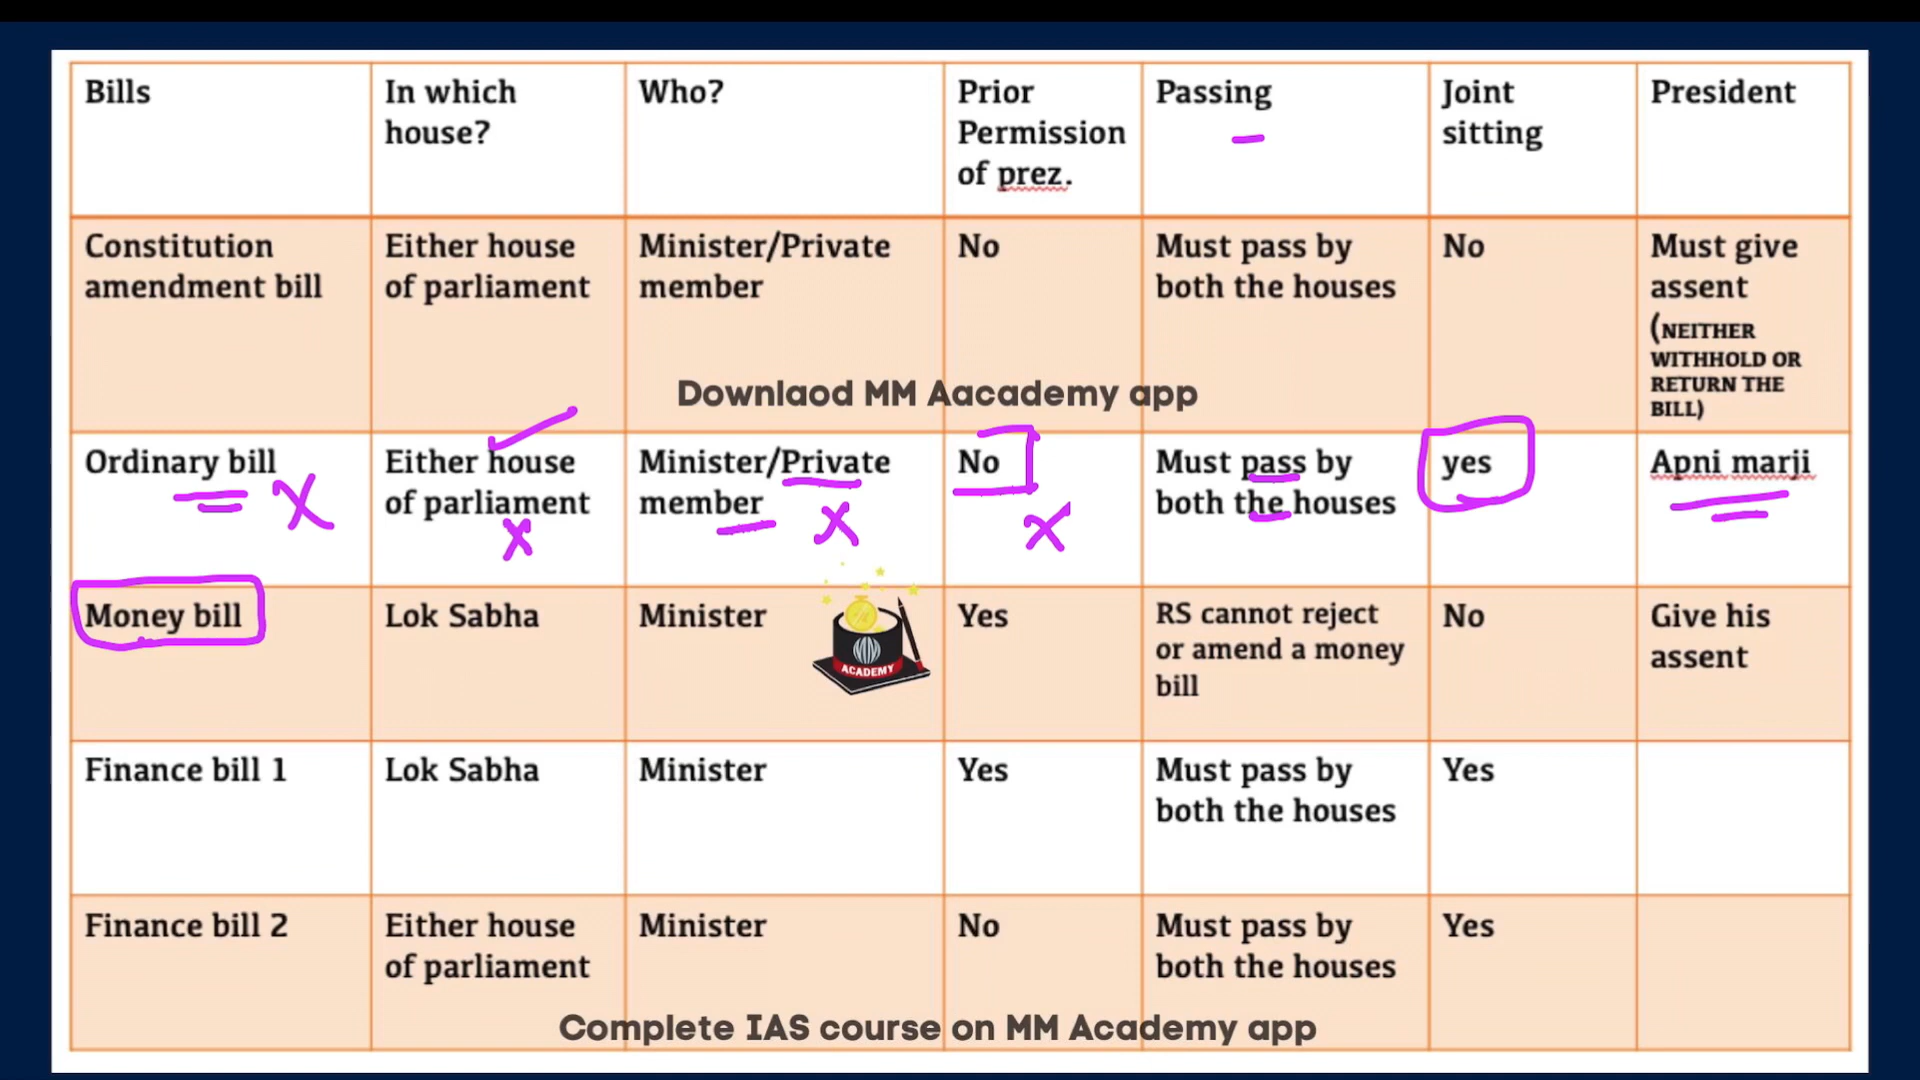 Bills
In which
house?
Who?
Prior
Permission
of prez.
Passing
Joint
sitting
President
Constitution
amendment bill
Either house
of parliament
Minister/Private
member
No
Must pass by
both the houses
No
Must give
assent
(NEITHER
WITHHOLD OR
RETURN THE
BILL)
Downlaod MM Aacademy app
Ordinary bill
Either house
of parliament
Minister/Private
member
No
Must pass by
both the houses
yes
Apni marji
Money bill
Lok Sabha
Minister
ACADEMY
Yes
RS cannot reject
or amend a money
bill
No
Give his
assent
Finance bill 1
Lok Sabha
Minister
Yes
Must pass by
both the houses
Yes
Finance bill 2
Either house
of parliament
Minister
No
Must pass by
both the houses
Yes
Complete IAS course on MM Academy app